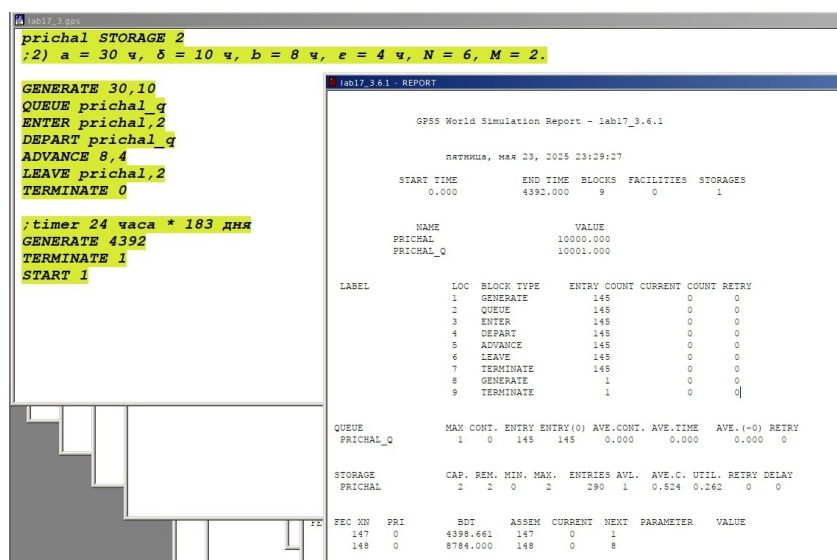 lab17_3.gps
prichal STORAGE 2
;2) a = 30 ч, δ = 10 ч, b = 8 ч, ε = 4 ч, N = 6, M = 2.
GENERATE 30,10
QUEUE prichal_q
ENTER prichal,2
DEPART prichal_q
ADVANCE 8,4
LEAVE prichal,2
TERMINATE 0
;timer 24 часа * 183 дня
GENERATE 4392
TERMINATE 1
START 1
lab17_3.6.1 - REPORT
GPSS World Simulation Report - lab17_3.6.1
пятница, мая 23, 2025 23:29:27
START TIME END TIME BLOCKS FACILITIES STORAGES
0.000 4392.000 9 0 1
NAME VALUE
PRICHAL 10000.000
PRICHAL_Q 10001.000
LABEL LOC BLOCK TYPE ENTRY COUNT CURRENT COUNT RETRY
1 GENERATE 145 0 0
2 QUEUE 145 0 0
3 ENTER 145 0 0
4 DEPART 145 0 0
5 ADVANCE 145 0 0
6 LEAVE 145 0 0
7 TERMINATE 145 0 0
8 GENERATE 1 0 0
9 TERMINATE 1 0 0
QUEUE MAX CONT. ENTRY ENTRY(0) AVE.CONT. AVE.TIME AVE.(-0) RETRY
PRICHAL_Q 1 0 145 145 0.000 0.000 0.000 0
STORAGE CAP. REM. MIN. MAX. ENTRIES AVL. AVE.C. UTIL. RETRY DELAY
PRICHAL 2 2 0 2 290 1 0.524 0.262 0 0
FE
FEC XN PRI BDT ASSEM CURRENT NEXT PARAMETER VALUE
147 0 4398.661 147 0 1
148 0 8784.000 148 0 8